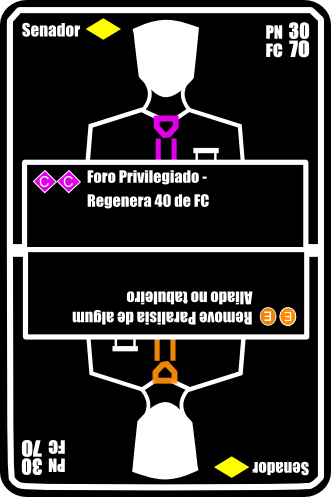 Senador
PN 30
FC 70
C C Foro Privilegiado -
Regenera 40 de FC
E E Remove Paralisia de algum
Aliado no tabuleiro
Senador
PN 30
FC 70